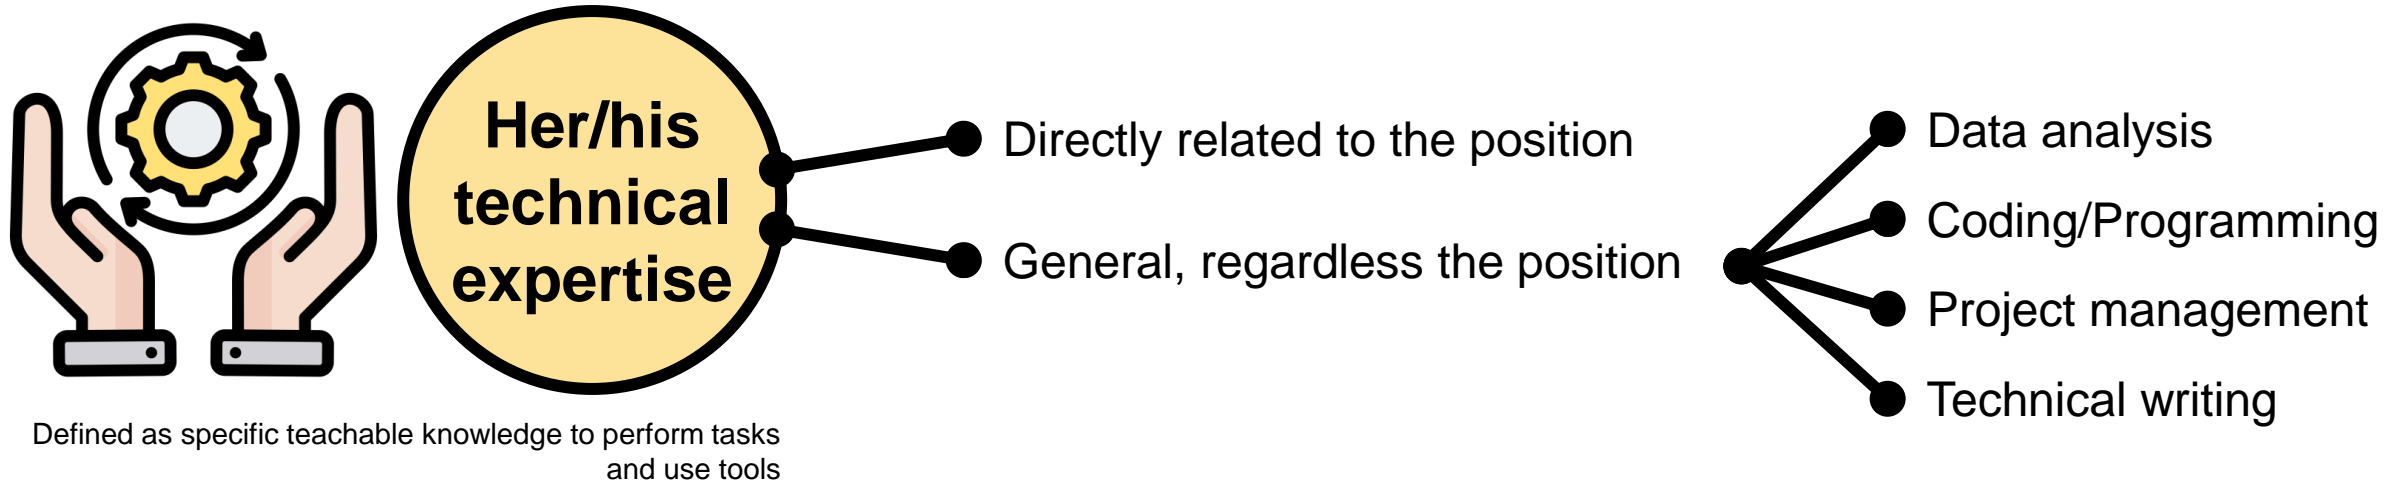 Her/his
technical
expertise
Defined as specific teachable knowledge to perform tasks
and use tools
Directly related to the position
General, regardless the position
Data analysis
Coding/Programming
Project management
Technical writing